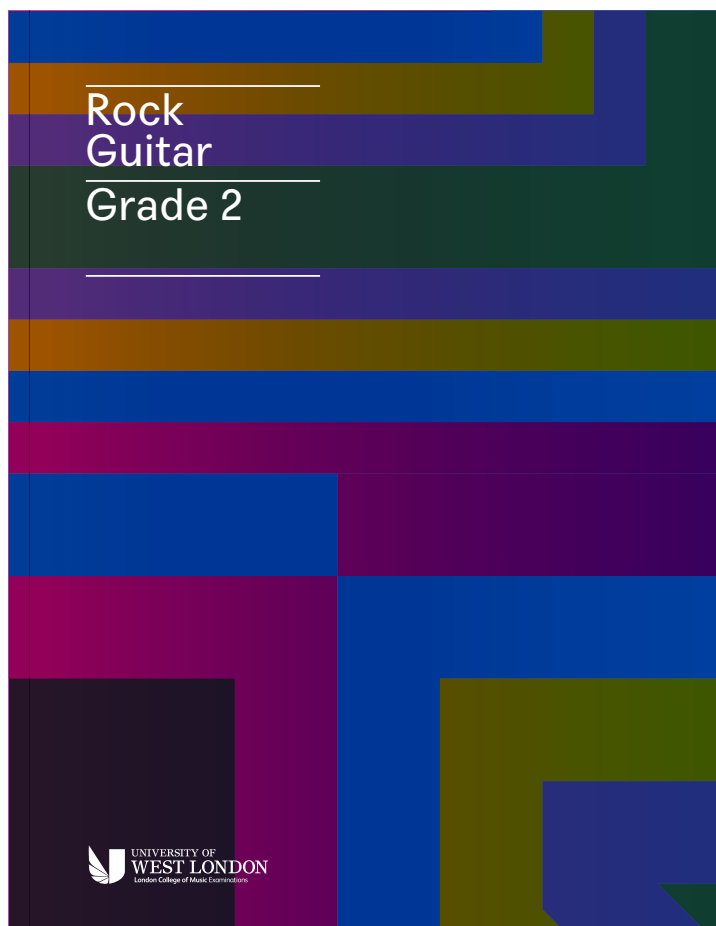 Rock
Guitar
Grade 2
UNIVERSITY OF
WEST LONDON
London College of Music Examinations